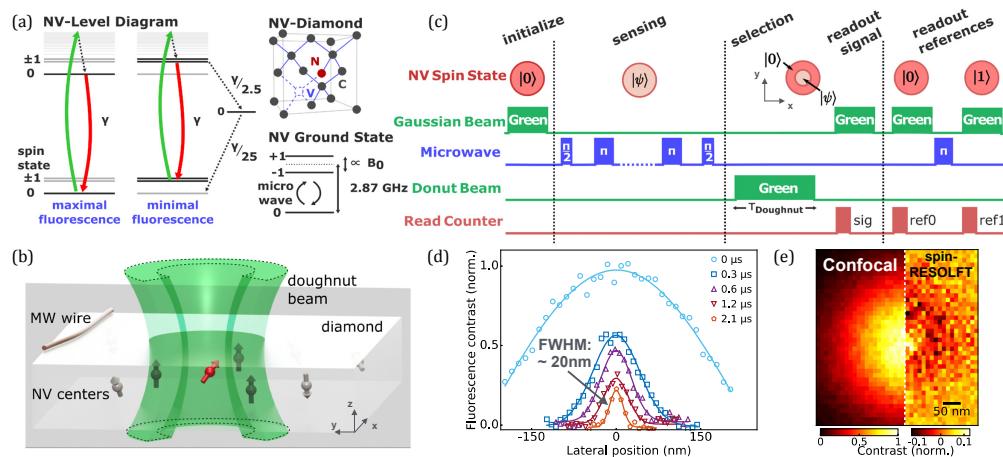 (a)
NV-Level Diagram
±1
0
γ
γ
γ/2.5
γ/25
0
spin state
±1
0
maximal fluorescence
minimal fluorescence
NV-Diamond
N
C
V
NV Ground State
+1
-1
0
∝ B0
micro wave
2.87 GHz
(b)
doughnut beam
MW wire
diamond
NV centers
z
y
x
(c)
initialize
sensing
selection
readout signal
readout references
NV Spin State
|0⟩
|ψ⟩
y
x
|0⟩
|ψ⟩
|0⟩
|1⟩
Gaussian Beam
Green
Green
Green
Green
Microwave
π/2
π
π
π/2
π
Donut Beam
Green
TDoughnut
Read Counter
sig
ref0
ref1
(d)
Fluorescence contrast (norm.)
1.0
0.5
0.0
0 µs
0.3 µs
0.6 µs
1.2 µs
2.1 µs
FWHM:
~ 20nm
-150
0
150
Lateral position (nm)
(e)
Confocal
spin-RESOLFT
50 nm
0
1
-0.1
0
0.1
Contrast (norm.)